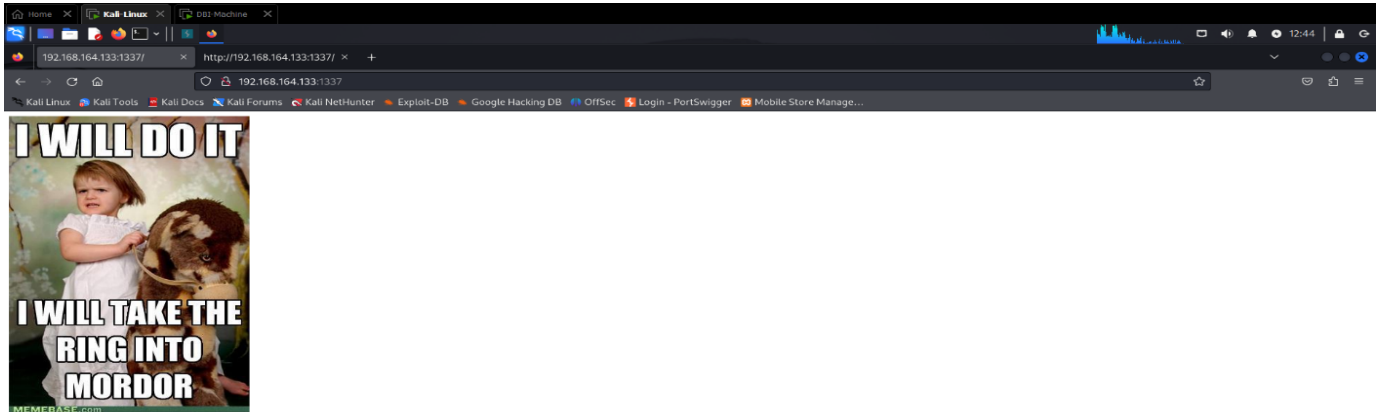 Home
Kali-Linux
DB1-Machine
12:44
192.168.164.133:1337/
http://192.168.164.133:1337/
192.168.164.133:1337
Kali Linux Kali Tools Kali Docs Kali Forums Kali NetHunter Exploit-DB Google Hacking DB OffSec Login - PortSwigger Mobile Store Manage...
I WILL DO IT
I WILL TAKE THE
RING INTO
MORDOR
MEMEBASE.com